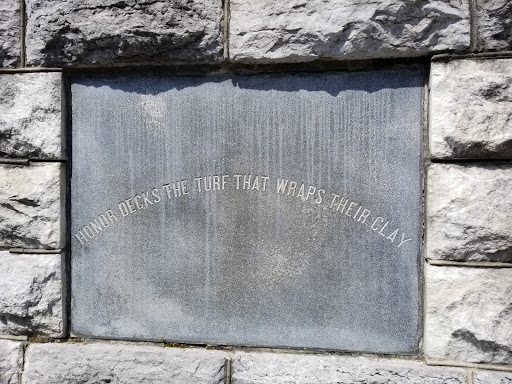 HONOR DECKS THE TURF THAT WRAPS THEIR CLAY